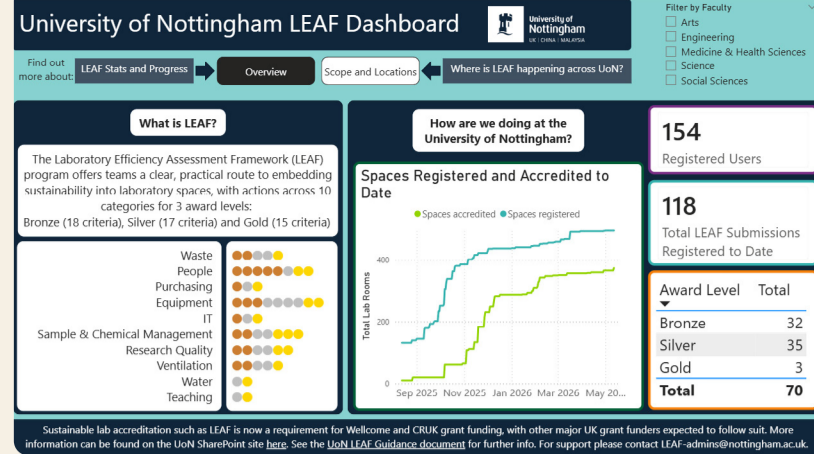 University of Nottingham LEAF Dashboard
University of
Nottingham
UK | CHINA | MALAYSIA
Filter by Faculty
Arts
Engineering
Medicine & Health Sciences
Science
Social Sciences
Find out
more about:
LEAF Stats and Progress
Overview
Scope and Locations
Where is LEAF happening across UoN?
What is LEAF?
The Laboratory Efficiency Assessment Framework (LEAF)
program offers teams a clear, practical route to embedding
sustainability into laboratory spaces, with actions across 10
categories for 3 award levels:
Bronze (18 criteria), Silver (17 criteria) and Gold (15 criteria)
Waste
People
Purchasing
Equipment
IT
Sample & Chemical Management
Research Quality
Ventilation
Water
Teaching
How are we doing at the
University of Nottingham?
Spaces Registered and Accredited to
Date
Spaces accredited Spaces registered
Total Lab Rooms
400
200
0
Sep 2025 Nov 2025 Jan 2026 Mar 2026 May 20...
154
Registered Users
118
Total LEAF Submissions
Registered to Date
Award Level Total
Bronze 32
Silver 35
Gold 3
Total 70
Sustainable lab accreditation such as LEAF is now a requirement for Wellcome and CRUK grant funding, with other major UK grant funders expected to follow suit. More
information can be found on the UoN SharePoint site here. See the UoN LEAF Guidance document for further info. For support please contact LEAF-admins@nottingham.ac.uk.